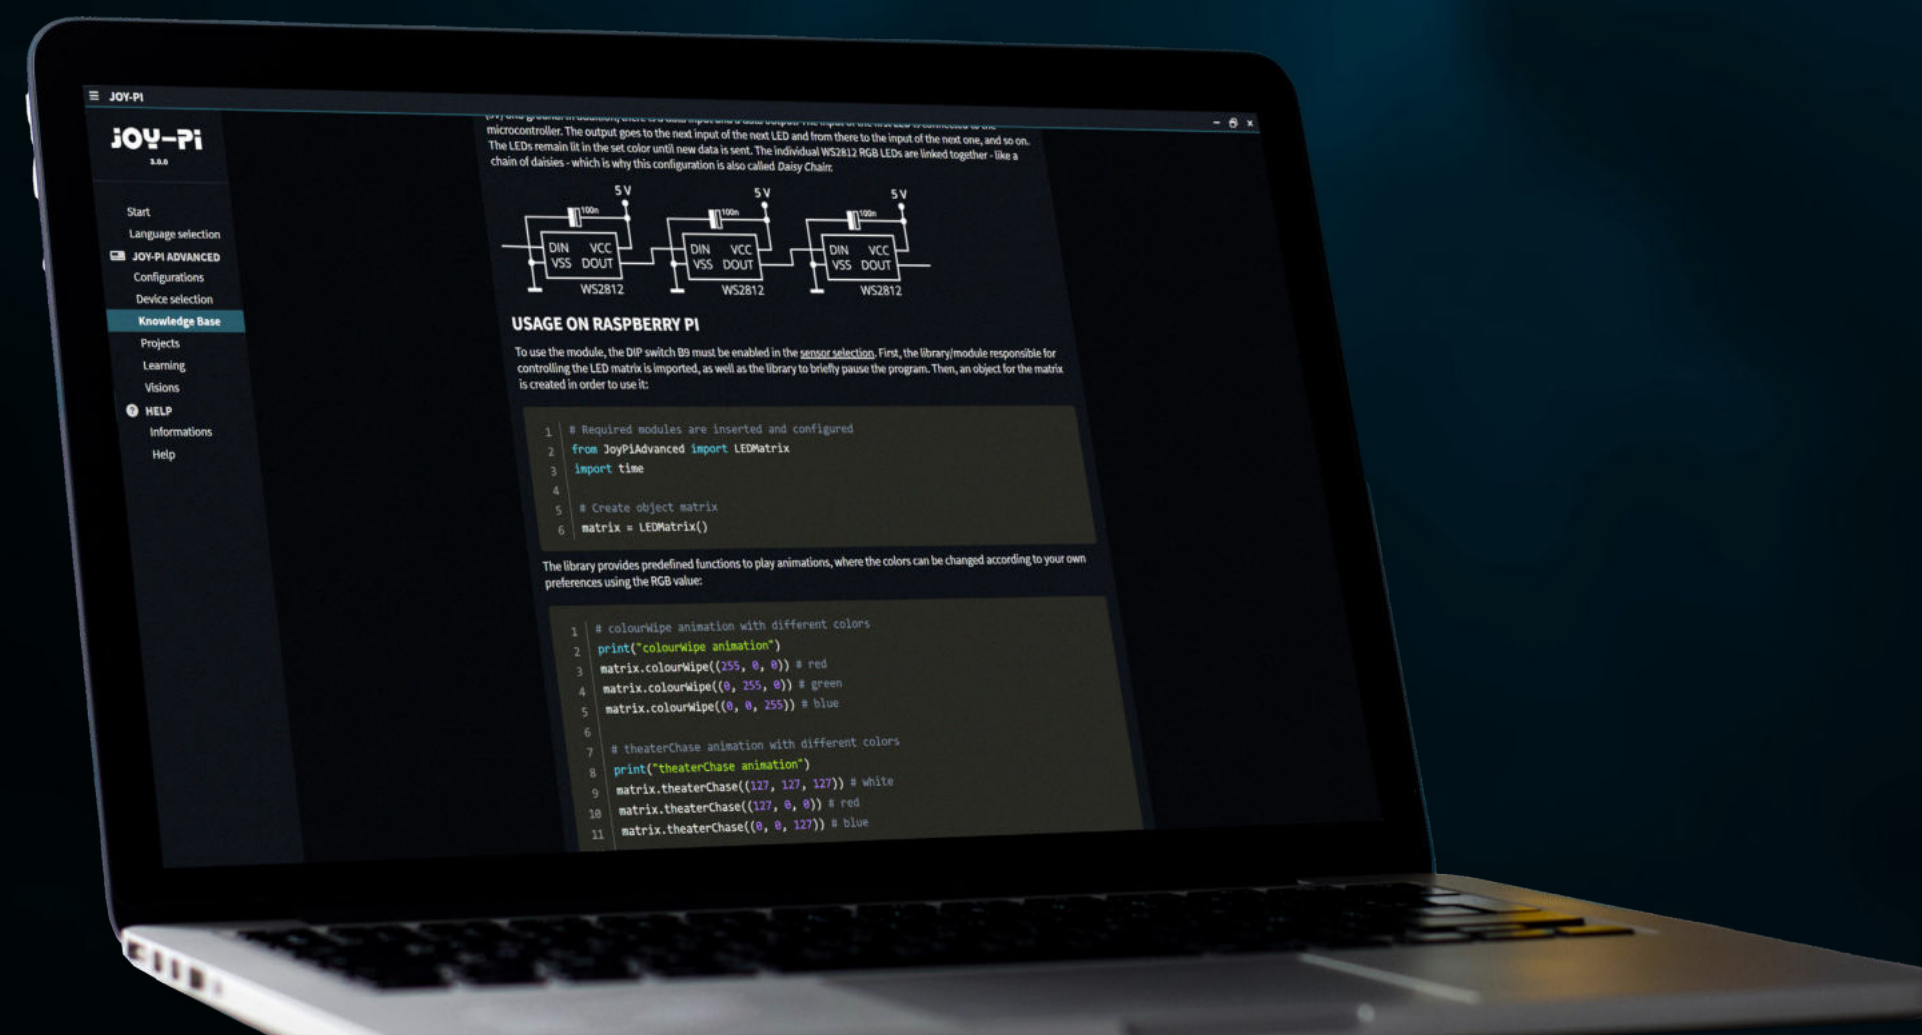 JOY-PI
JOY-PI
3.0.0
Start
Language selection
JOY-PI ADVANCED
Configurations
Device selection
Knowledge Base
Projects
Learning
Visions
HELP
Informations
Help
microcontroller. The output goes to the next input of the next LED and from there to the input of the next one, and so on.
The LEDs remain lit in the set color until new data is sent. The individual WS2812 RGB LEDs are linked together - like a
chain of daisies - which is why this configuration is also called Daisy Chain:
5 V 5 V 5 V
100n 100n 100n
DIN VCC DIN VCC DIN VCC
VSS DOUT VSS DOUT VSS DOUT
WS2812 WS2812 WS2812
USAGE ON RASPBERRY PI
To use the module, the DIP switch B9 must be enabled in the sensor selection. First, the library/module responsible for
controlling the LED matrix is imported, as well as the library to briefly pause the program. Then, an object for the matrix
is created in order to use it:
1 # Required modules are inserted and configured
2 from JoyPiAdvanced import LEDMatrix
3 import time
4
5 # Create object matrix
6 matrix = LEDMatrix()
The library provides predefined functions to play animations, where the colors can be changed according to your own
preferences using the RGB value:
1 # colourWipe animation with different colors
2 print("colourWipe animation")
3 matrix.colourWipe((255, 0, 0)) # red
4 matrix.colourWipe((0, 255, 0)) # green
5 matrix.colourWipe((0, 0, 255)) # blue
6
7 # theaterChase animation with different colors
8 print("theaterChase animation")
9 matrix.theaterChase((127, 127, 127)) # white
10 matrix.theaterChase((127, 0, 0)) # red
11 matrix.theaterChase((0, 0, 127)) # blue